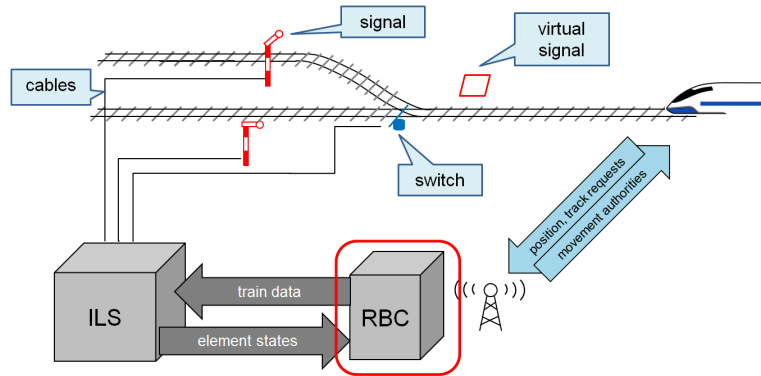 signal
virtual
signal
cables
switch
position, track requests
movement authorities
ILS
train data
RBC
element states